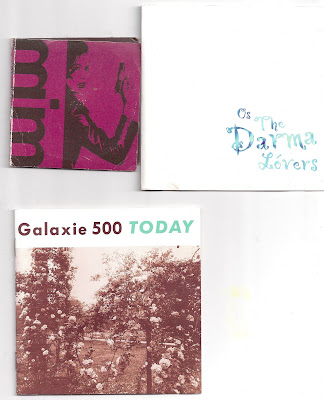 mim
Os The
Darma
Lóvers
Galaxie 500 TODAY